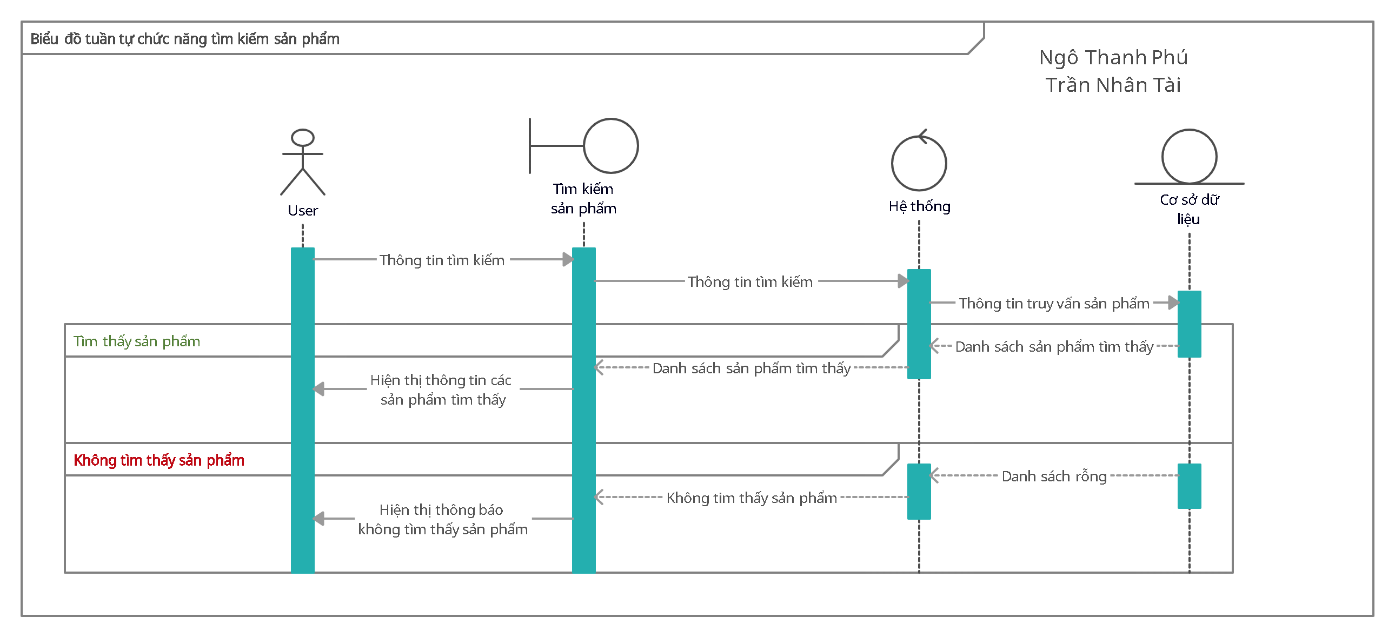 Biểu đồ tuần tự chức năng tìm kiếm sản phẩm
Ngô Thanh Phú
Trần Nhân Tài
User
Tìm kiếm
sản phẩm
Hệ thống
Cơ sở dữ
liệu
Thông tin tìm kiếm
Thông tin tìm kiếm
Thông tin truy vấn sản phẩm
Tìm thấy sản phẩm
Danh sách sản phẩm tìm thấy
Danh sách sản phẩm tìm thấy
Hiện thị thông tin các
sản phẩm tìm thấy
Không tìm thấy sản phẩm
Danh sách rỗng
Không tim thấy sản phẩm
Hiện thị thông báo
không tìm thấy sản phẩm